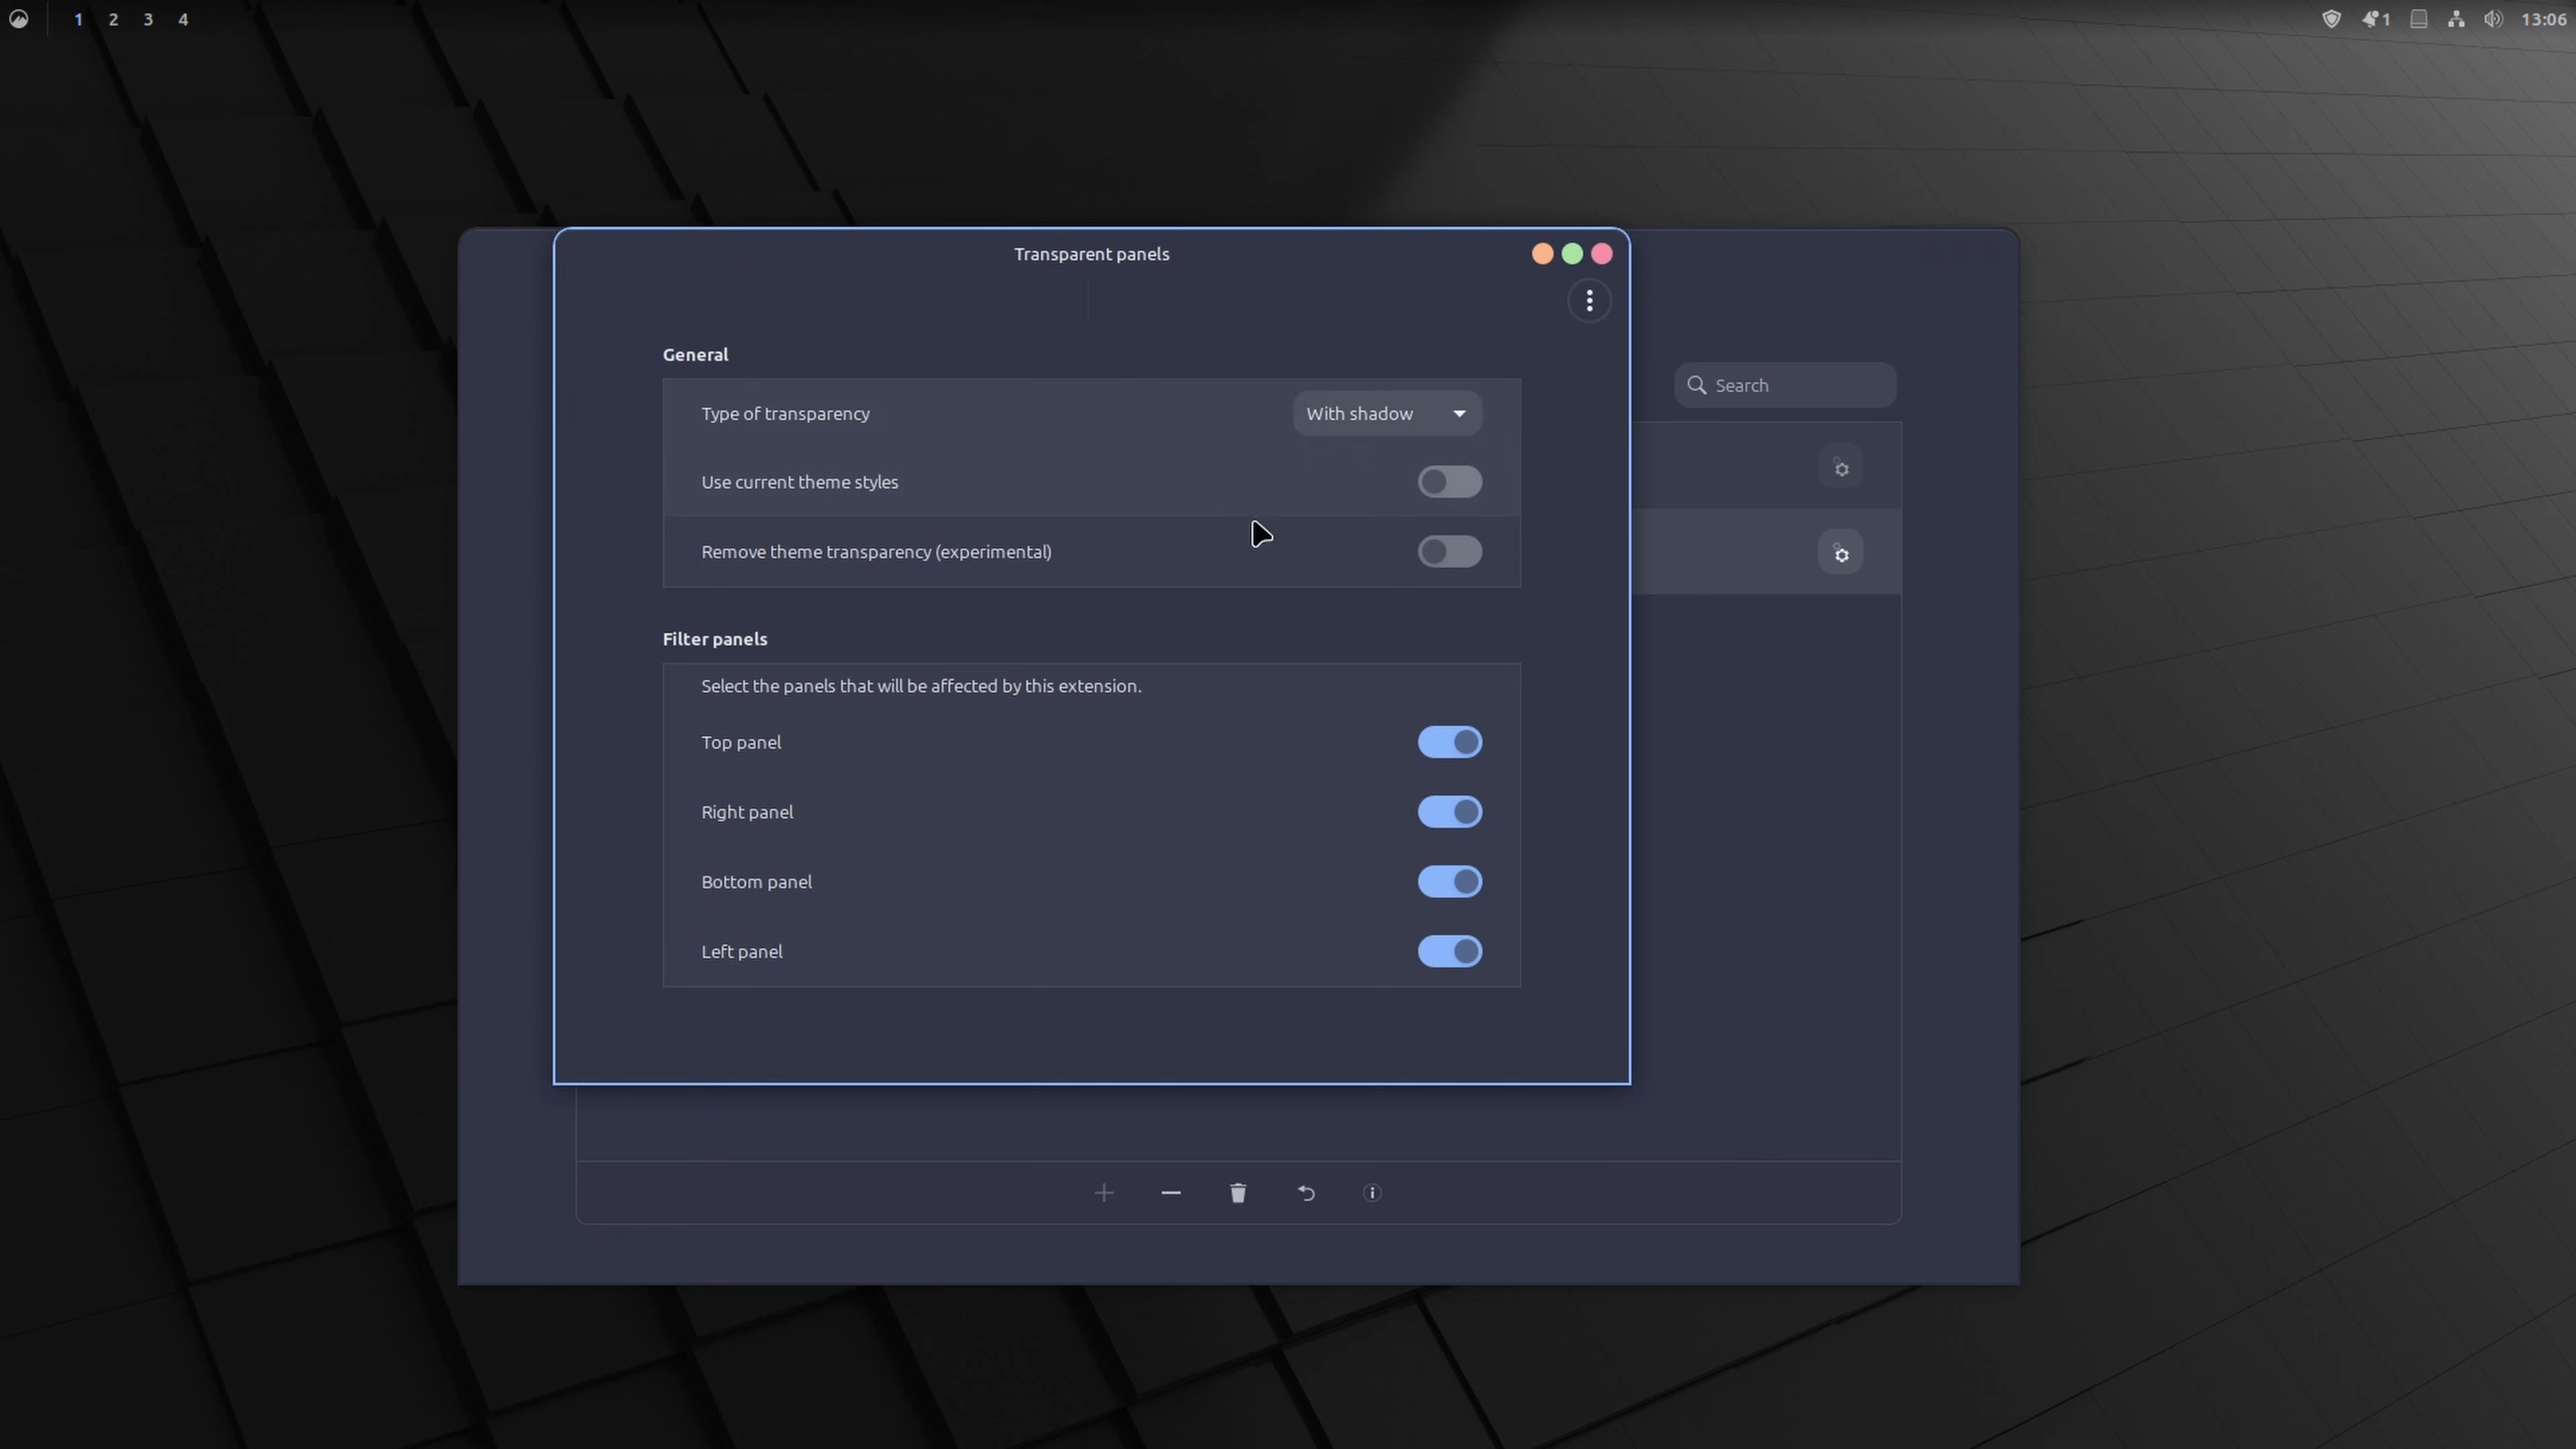 1 2 3 4
1 13:06
Transparent panels
General
Type of transparency
With shadow
Search
Use current theme styles
Remove theme transparency (experimental)
Filter panels
Select the panels that will be affected by this extension.
Top panel
Right panel
Bottom panel
Left panel